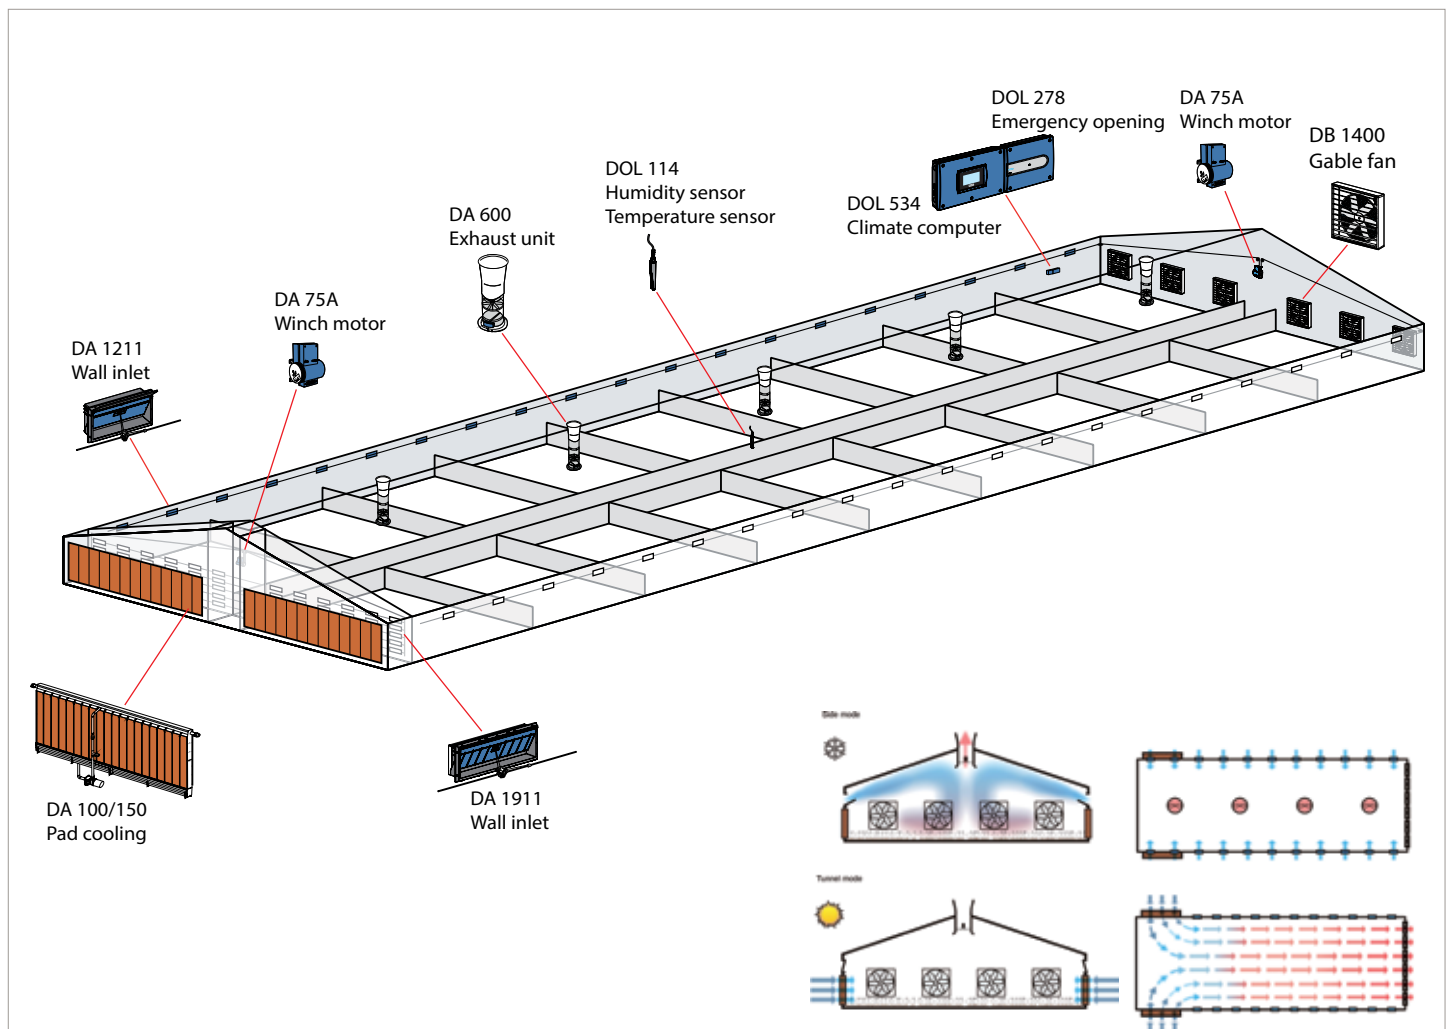 DOL 278
Emergency opening
DA 75A
Winch motor
DB 1400
Gable fan
DOL 114
Humidity sensor
Temperature sensor
DOL 534
Climate computer
DA 600
Exhaust unit
DA 75A
Winch motor
DA 1211
Wall inlet
DA 100/150
Pad cooling
DA 1911
Wall inlet
Side mode
Tunnel mode